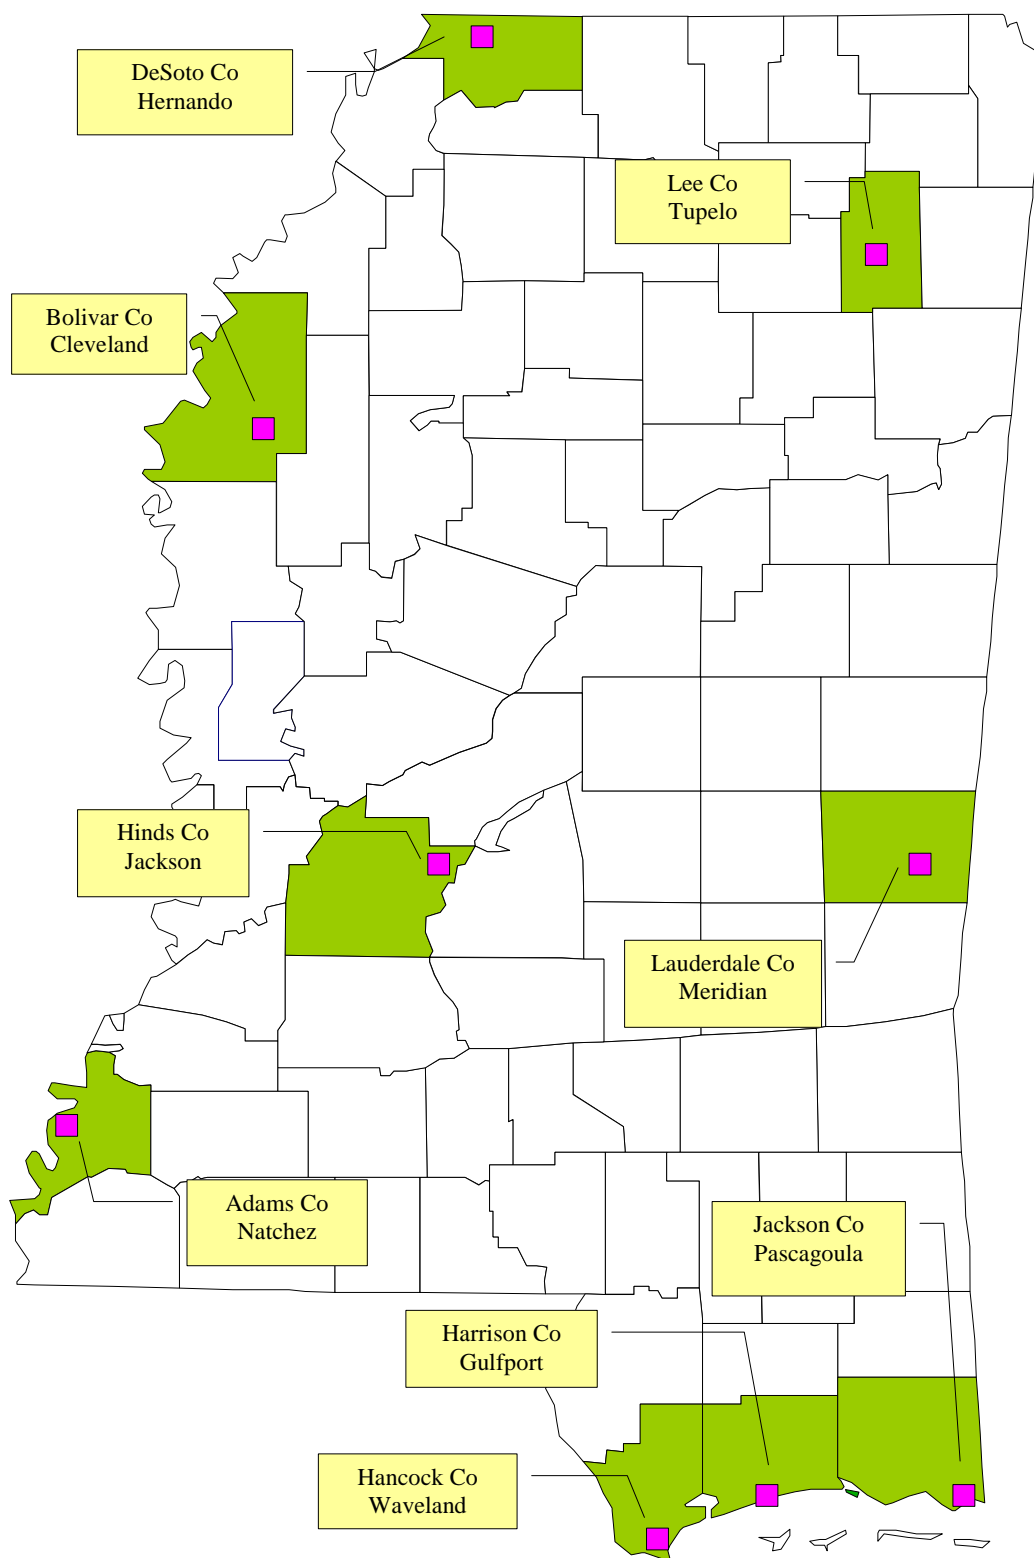 DeSoto Co
Hernando
Lee Co
Tupelo
Bolivar Co
Cleveland
Hinds Co
Jackson
Lauderdale Co
Meridian
Adams Co
Natchez
Jackson Co
Pascagoula
Harrison Co
Gulfport
Hancock Co
Waveland